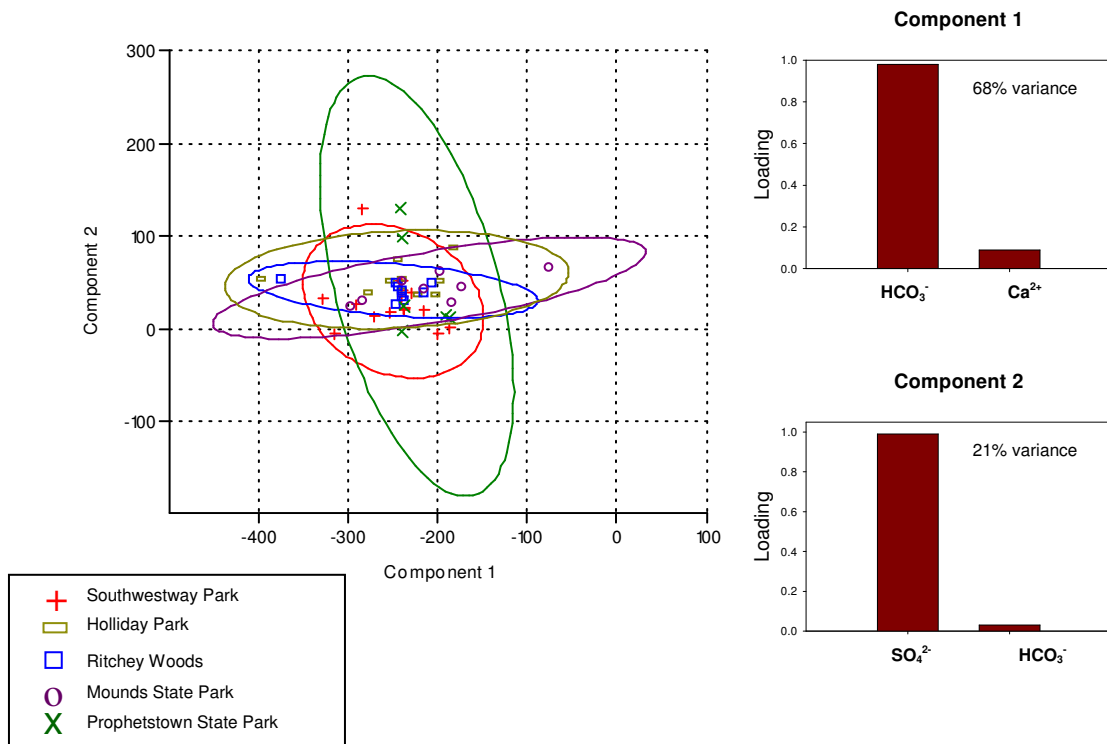 300
200
100
0
-100
Component 2
-400
-300
-200
-100
0
100
Component 1
Southwestway Park
Holliday Park
Ritchey Woods
Mounds State Park
Prophetstown State Park
Component 1
1.0
0.8
0.6
0.4
0.2
0.0
Loading
68% variance
HCO₃⁻
Ca²⁺
Component 2
1.0
0.8
0.6
0.4
0.2
0.0
Loading
21% variance
SO₄²⁻
HCO₃⁻